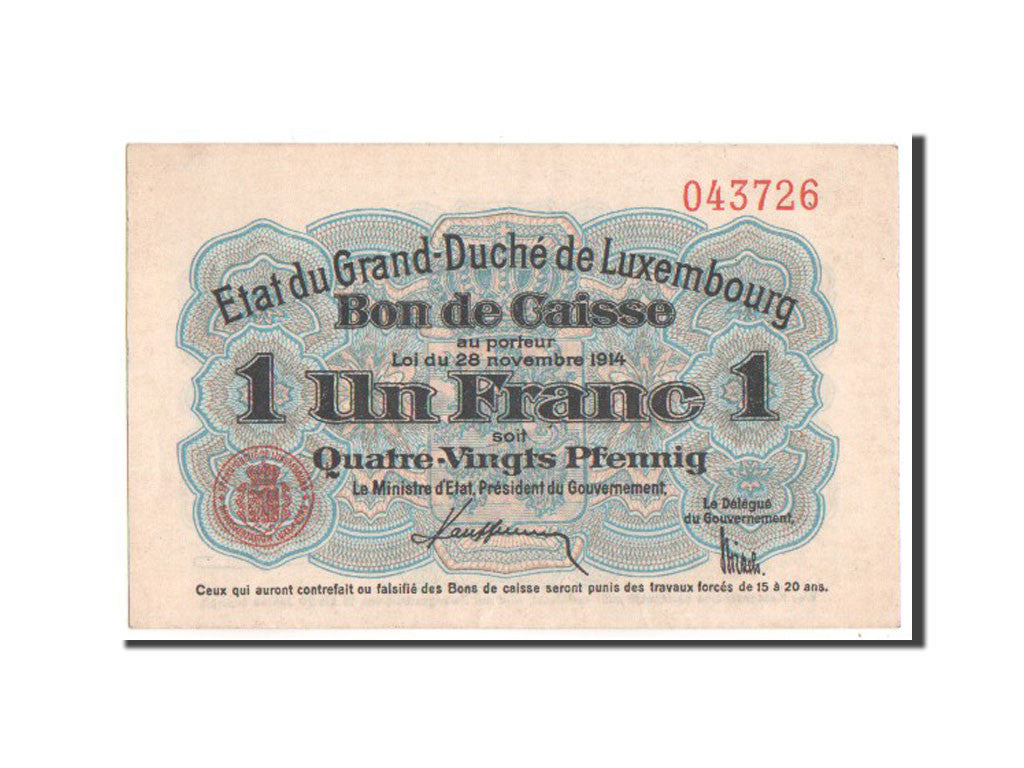 043726
Etat du Grand-Duché de Luxembourg
Bon de Caisse
au porteur
Loi du 28 novembre 1914
1 Un Franc 1
soit
Quatre-Vingts Pfennig
Le Ministre d'Etat, Président du Gouvernement,
Le Délégué
du Gouvernement,
Ceux qui auront contrefait ou falsifié des Bons de caisse seront punis des travaux forcés de 15 à 20 ans.